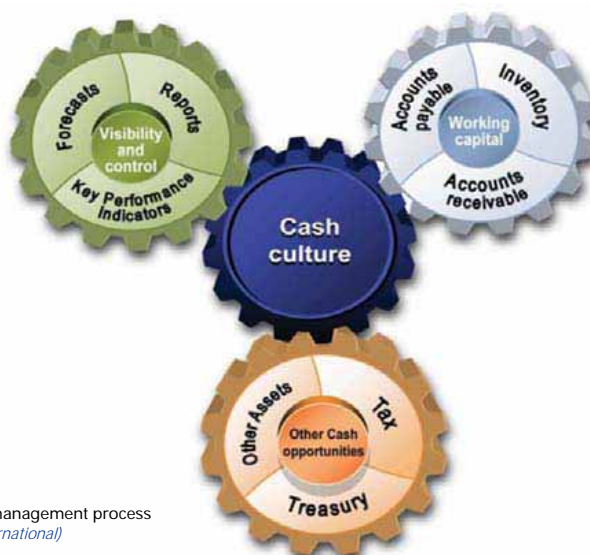 Forecasts
Reports
Visibility
and
control
Key Performance
Indicators
Accounts
payable
Inventory
Working
capital
Accounts
receivable
Cash
culture
Other Assets
Tax
Other Cash
opportunities
Treasury
management process